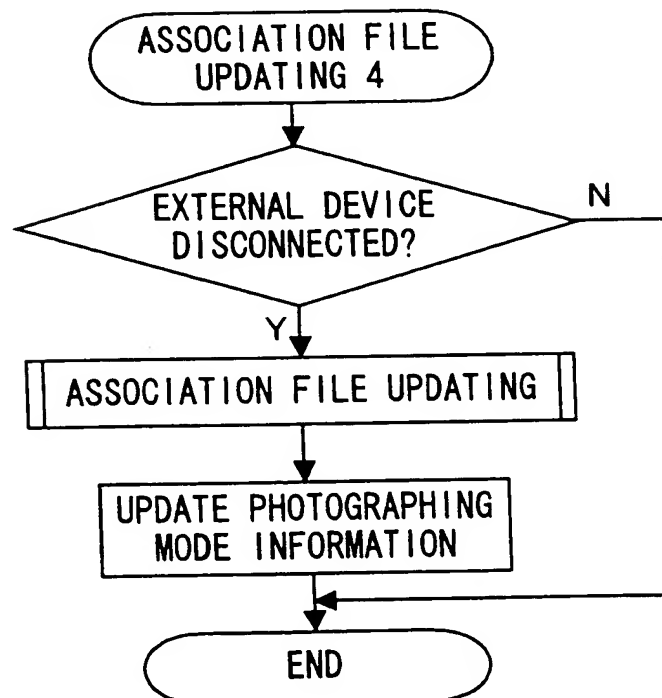 ASSOCIATION FILE
UPDATING 4
EXTERNAL DEVICE
DISCONNECTED?
N
Y
ASSOCIATION FILE UPDATING
UPDATE PHOTOGRAPHING
MODE INFORMATION
END